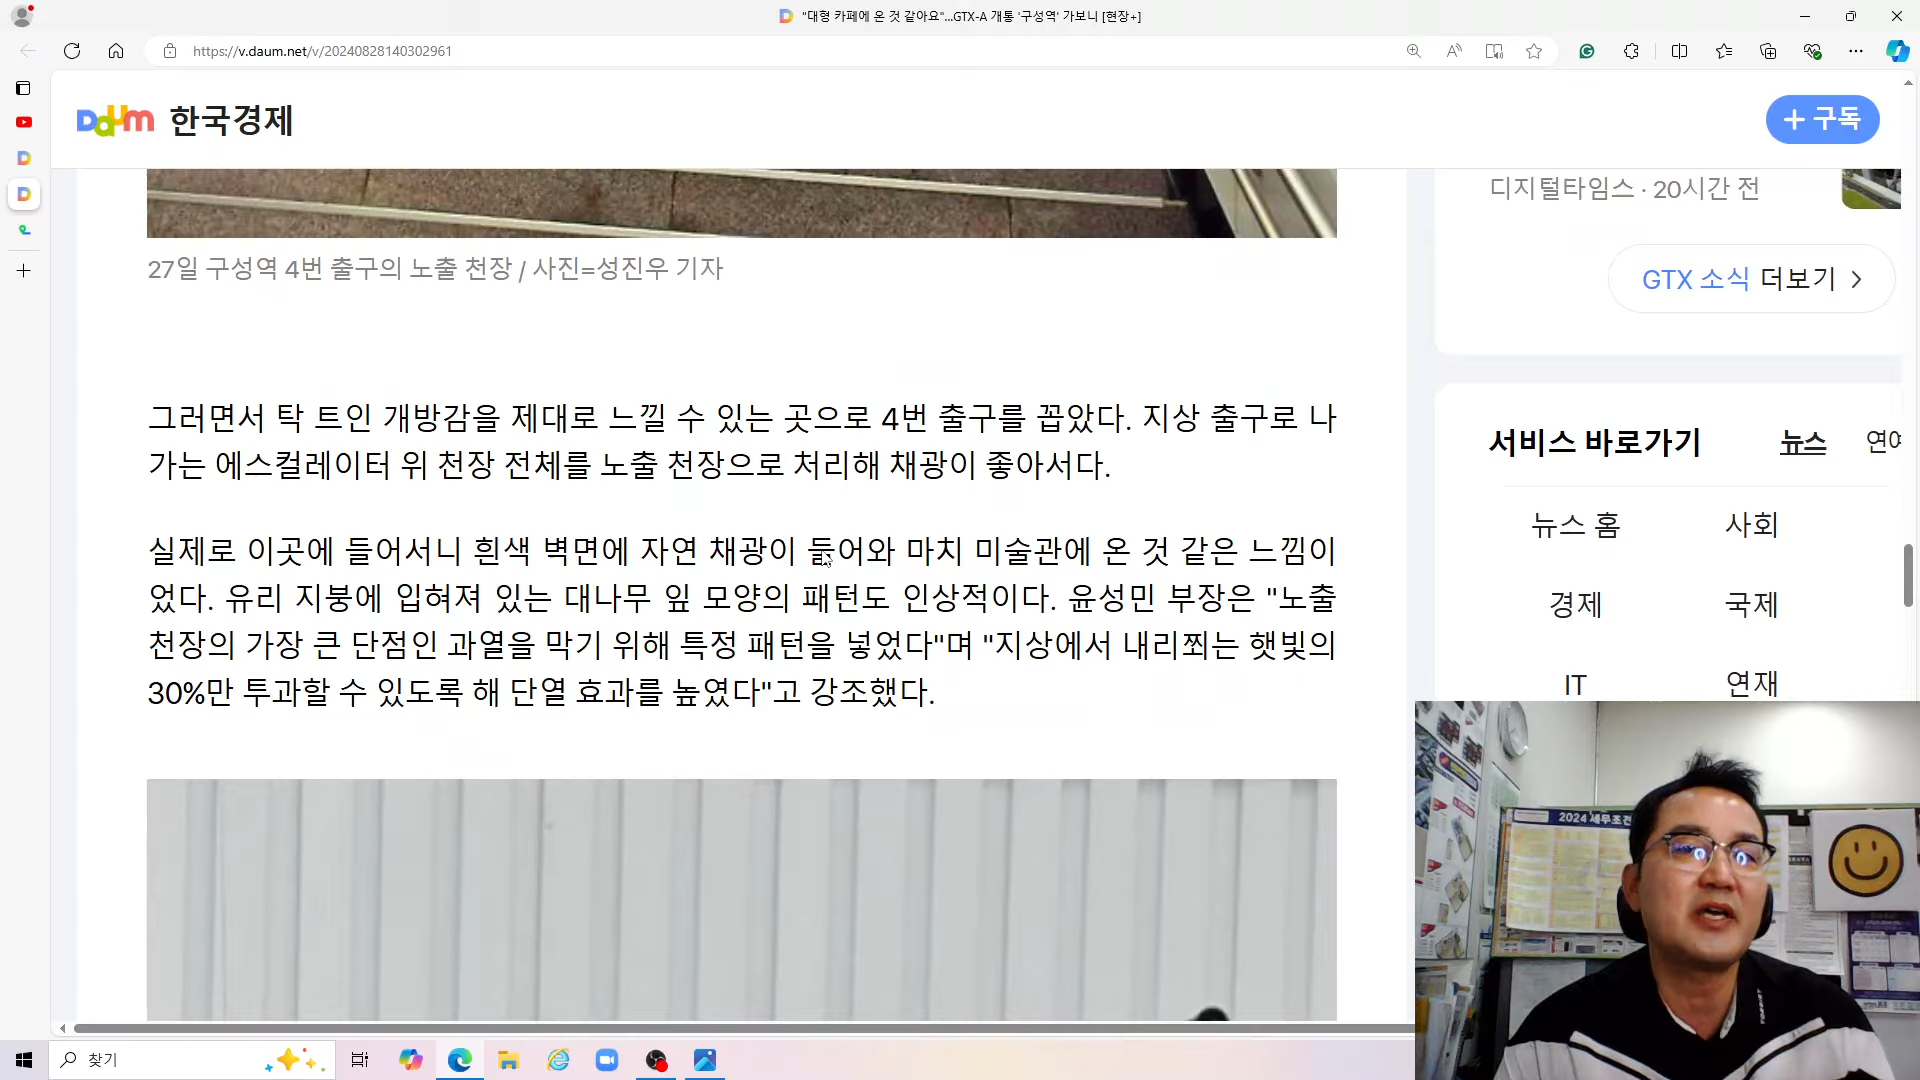 "대형 카페에 온 것 같아요"...GTX-A 개통 '구성역' 가보니 [현장+]
https://v.daum.net/v/20240828140302961
Daum 한국경제
+ 구독
디지털타임스 · 20시간 전
27일 구성역 4번 출구의 노출 천장 / 사진=성진우 기자
GTX 소식 더보기 >
그러면서 탁 트인 개방감을 제대로 느낄 수 있는 곳으로 4번 출구를 꼽았다. 지상 출구로 나
가는 에스컬레이터 위 천장 전체를 노출 천장으로 처리해 채광이 좋아서다.
서비스 바로가기
뉴스
뉴스 홈 사회
실제로 이곳에 들어서니 흰색 벽면에 자연 채광이 들어와 마치 미술관에 온 것 같은 느낌이
었다. 유리 지붕에 입혀져 있는 대나무 잎 모양의 패턴도 인상적이다. 윤성민 부장은 "노출
천장의 가장 큰 단점인 과열을 막기 위해 특정 패턴을 넣었다"며 "지상에서 내리쬐는 햇빛의
30%만 투과할 수 있도록 해 단열 효과를 높였다"고 강조했다.
경제 국제
IT 연재
2024 세무조견
찾기